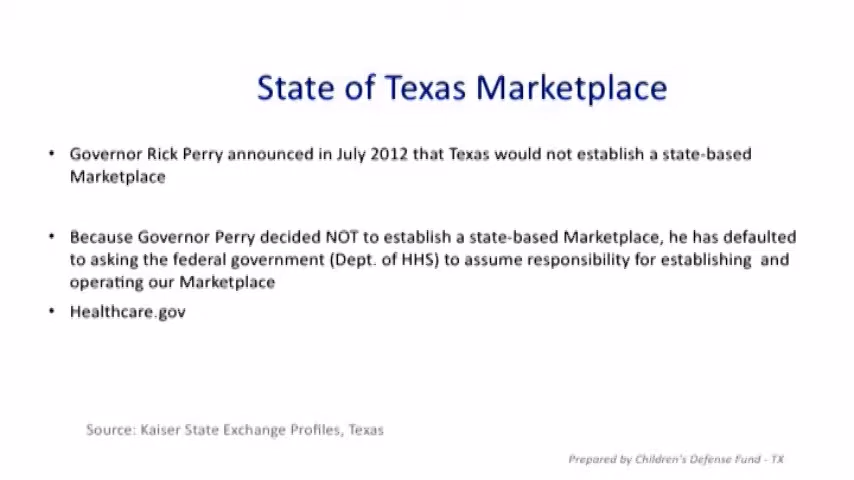 State of Texas Marketplace
• Governor Rick Perry announced in July 2012 that Texas would not establish a state-based
Marketplace
• Because Governor Perry decided NOT to establish a state-based Marketplace, he has defaulted
to asking the federal government (Dept. of HHS) to assume responsibility for establishing  and
operating our Marketplace
• Healthcare.gov
Source: Kaiser State Exchange Profiles, Texas
Prepared by Children's Defense Fund - TX